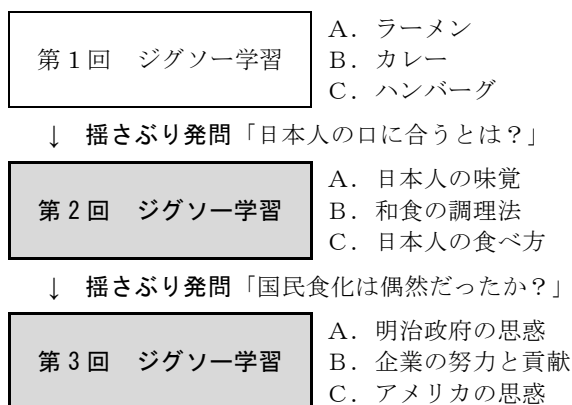 第1回　ジグソー学習
A．ラーメン
B．カレー
C．ハンバーグ
↓　揺さぶり発問「日本人の口に合うとは？」
第2回　ジグソー学習
A．日本人の味覚
B．和食の調理法
C．日本人の食べ方
↓　揺さぶり発問「国民食化は偶然だったか？」
第3回　ジグソー学習
A．明治政府の思惑
B．企業の努力と貢献
C．アメリカの思惑